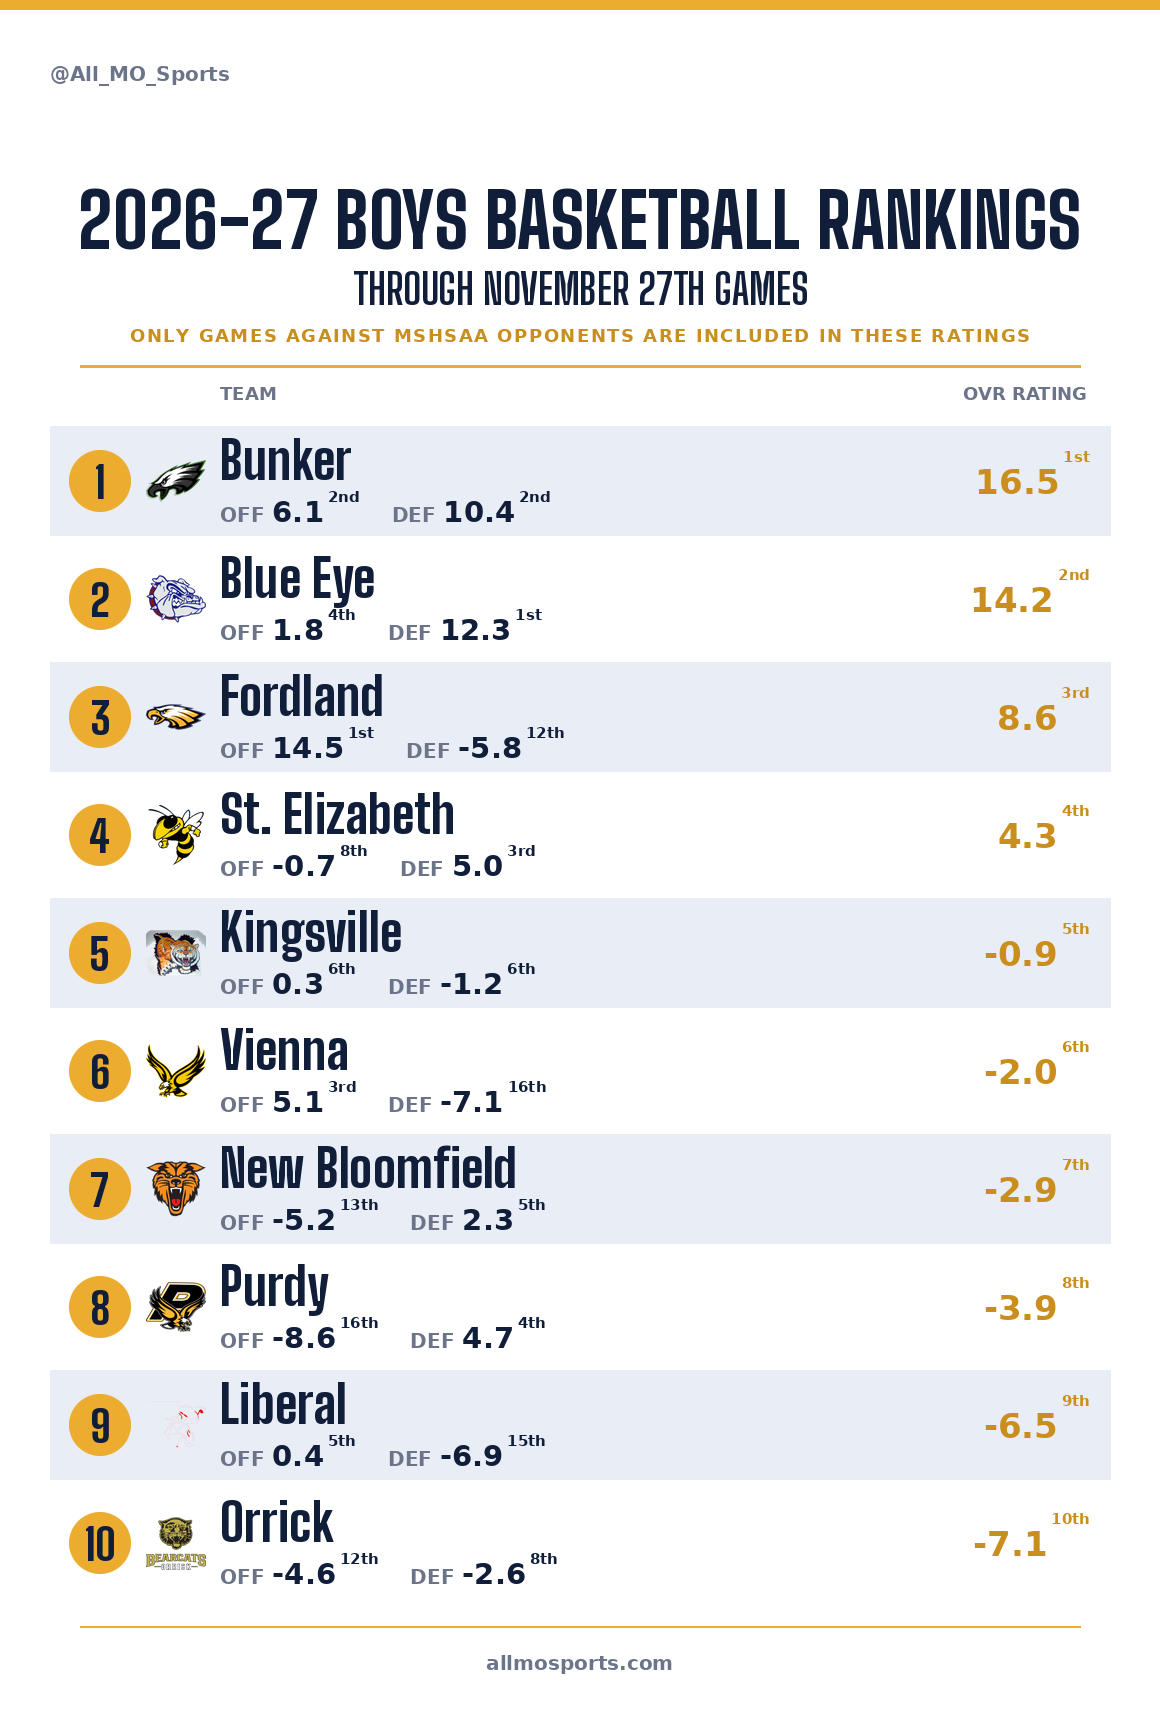 @All_MO_Sports
2026-27 BOYS BASKETBALL RANKINGS
THROUGH NOVEMBER 27TH GAMES
ONLY GAMES AGAINST MSHSAA OPPONENTS ARE INCLUDED IN THESE RATINGS
TEAM OVR RATING
1 Bunker 16.5 1st
OFF 6.1 2nd DEF 10.4 2nd
2 Blue Eye 14.2 2nd
OFF 1.8 4th DEF 12.3 1st
3 Fordland 8.6 3rd
OFF 14.5 1st DEF -5.8 12th
4 St. Elizabeth 4.3 4th
OFF -0.7 8th DEF 5.0 3rd
5 Kingsville -0.9 5th
OFF 0.3 6th DEF -1.2 6th
6 Vienna -2.0 6th
OFF 5.1 3rd DEF -7.1 16th
7 New Bloomfield -2.9 7th
OFF -5.2 13th DEF 2.3 5th
8 Purdy -3.9 8th
OFF -8.6 16th DEF 4.7 4th
9 Liberal -6.5 9th
OFF 0.4 5th DEF -6.9 15th
10 BEARCATS ORRICK Orrick -7.1 10th
OFF -4.6 12th DEF -2.6 8th
allmosports.com